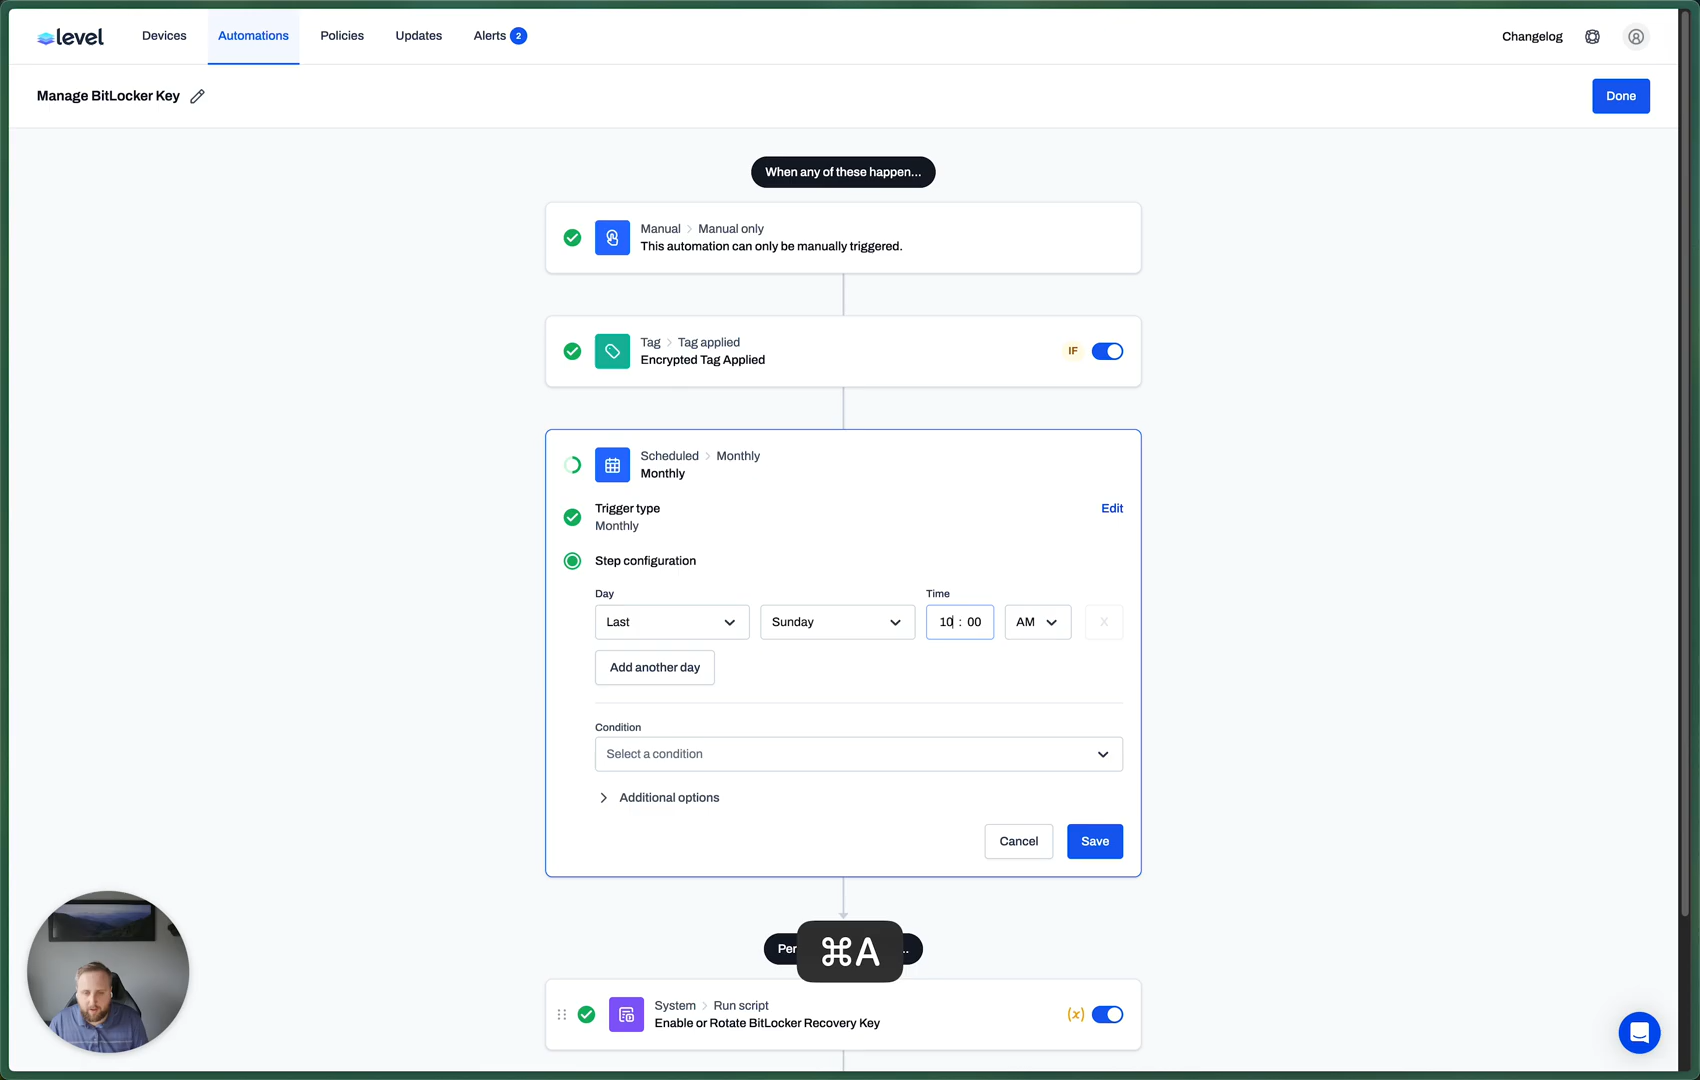 level
Devices
Automations
Policies
Updates
Alerts 2
Changelog
Manage BitLocker Key
Done
When any of these happen...
Manual > Manual only
This automation can only be manually triggered.
Tag > Tag applied
Encrypted Tag Applied
IF
Scheduled > Monthly
Monthly
Trigger type
Monthly
Edit
Step configuration
Day
Time
Last
Sunday
10 : 00
AM
X
Add another day
Condition
Select a condition
Additional options
Cancel
Save
⌘A
System > Run script
Enable or Rotate BitLocker Recovery Key
(x)